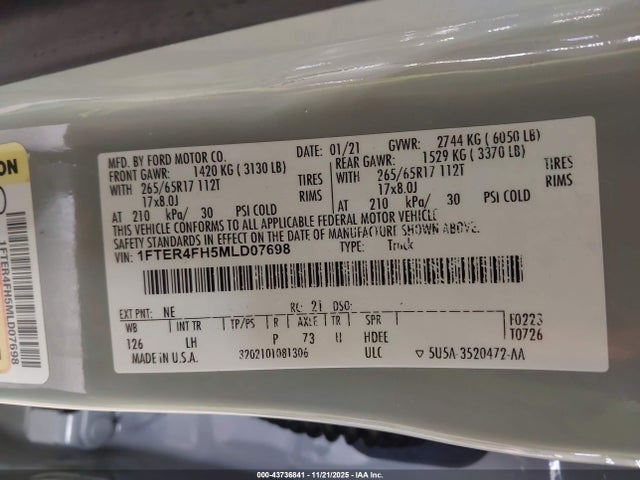 MFD. BY FORD MOTOR CO.
DATE: 01/21 GVWR: 2744 KG ( 6050 LB)
FRONT GAWR: 1420 KG ( 3130 LB)
REAR GAWR: 1529 KG ( 3370 LB)
WITH 265/65R17 112T TIRES
WITH 265/65R17 112T TIRES
17x8.0J RIMS
17x8.0J RIMS
AT 210 kPa/ 30 PSI COLD
AT 210 kPa/ 30 PSI COLD
THIS VEHICLE CONFORMS TO ALL APPLICABLE FEDERAL MOTOR VEHICLE
SAFETY STANDARDS IN EFFECT ON THE DATE OF MANUFACTURE SHOWN ABOVE.
VIN: 1FTER4FH5MLD07698 TYPE: Truck
EXT PNT: NE RC: 21 DSO: F0223
WB INT TR TP/PS R AXLE TR SPR T0726
126 LH P 73 U HDEE
MADE IN U.S.A. 3202101081306 ULC 5U5A-3520472-AA
ON
1FTER4FH5MLD07698
000-43736841 - 11/21/2025 - IAA Inc.